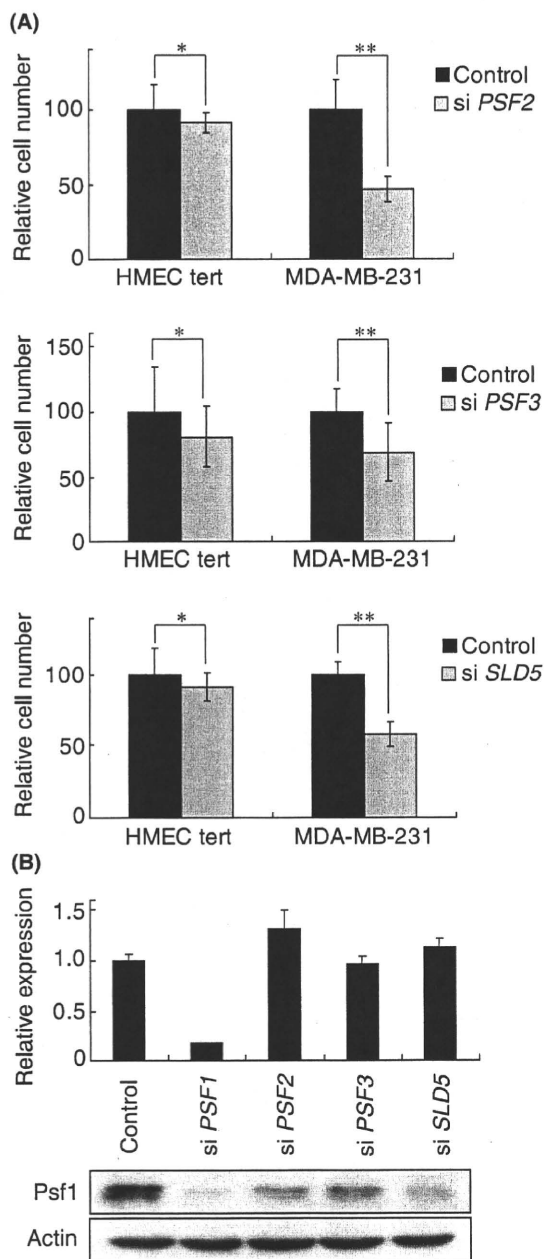 (A)
* **
Control
si PSF2
Relative cell number
100
50
0
HMEC tert MDA-MB-231
* **
Control
si PSF3
Relative cell number
150
100
50
0
HMEC tert MDA-MB-231
* **
Control
si SLD5
Relative cell number
100
50
0
HMEC tert MDA-MB-231
(B)
Relative expression
1.5
1.0
0.5
0
Control
si PSF1
si PSF2
si PSF3
si SLD5
Psf1
Actin